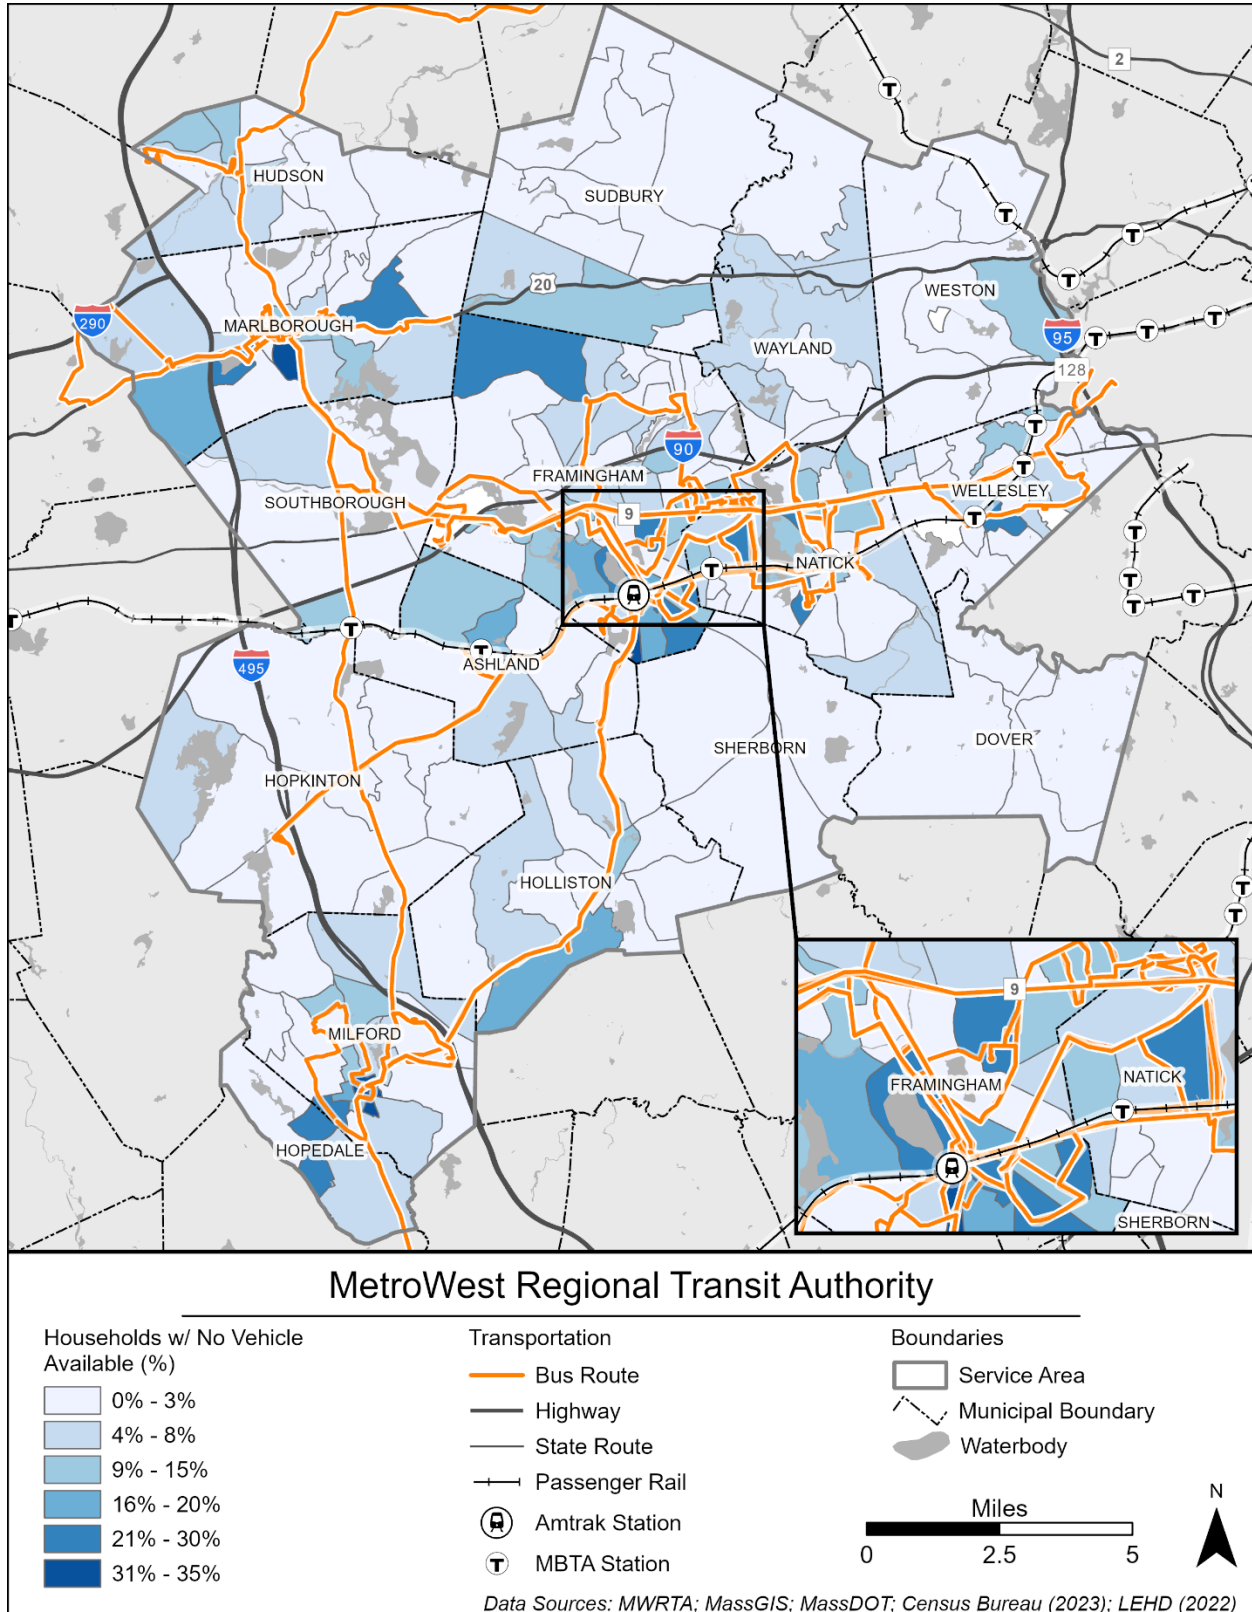 2
HUDSON
SUDBURY
WESTON
20
290
MARLBOROUGH
95
WAYLAND
128
90
FRAMINGHAM
SOUTHBOROUGH
WELLESLEY
9
NATICK
ASHLAND
495
SHERBORN
DOVER
HOPKINTON
HOLLISTON
MILFORD
HOPEDALE
9
FRAMINGHAM
NATICK
SHERBORN
T
MetroWest Regional Transit Authority
Households w/ No Vehicle
Available (%)
0% - 3%
4% - 8%
9% - 15%
16% - 20%
21% - 30%
31% - 35%
Transportation
Bus Route
Highway
State Route
Passenger Rail
Amtrak Station
T MBTA Station
Boundaries
Service Area
Municipal Boundary
Waterbody
Miles
0 2.5 5
N
Data Sources: MWRTA; MassGIS; MassDOT; Census Bureau (2023); LEHD (2022)